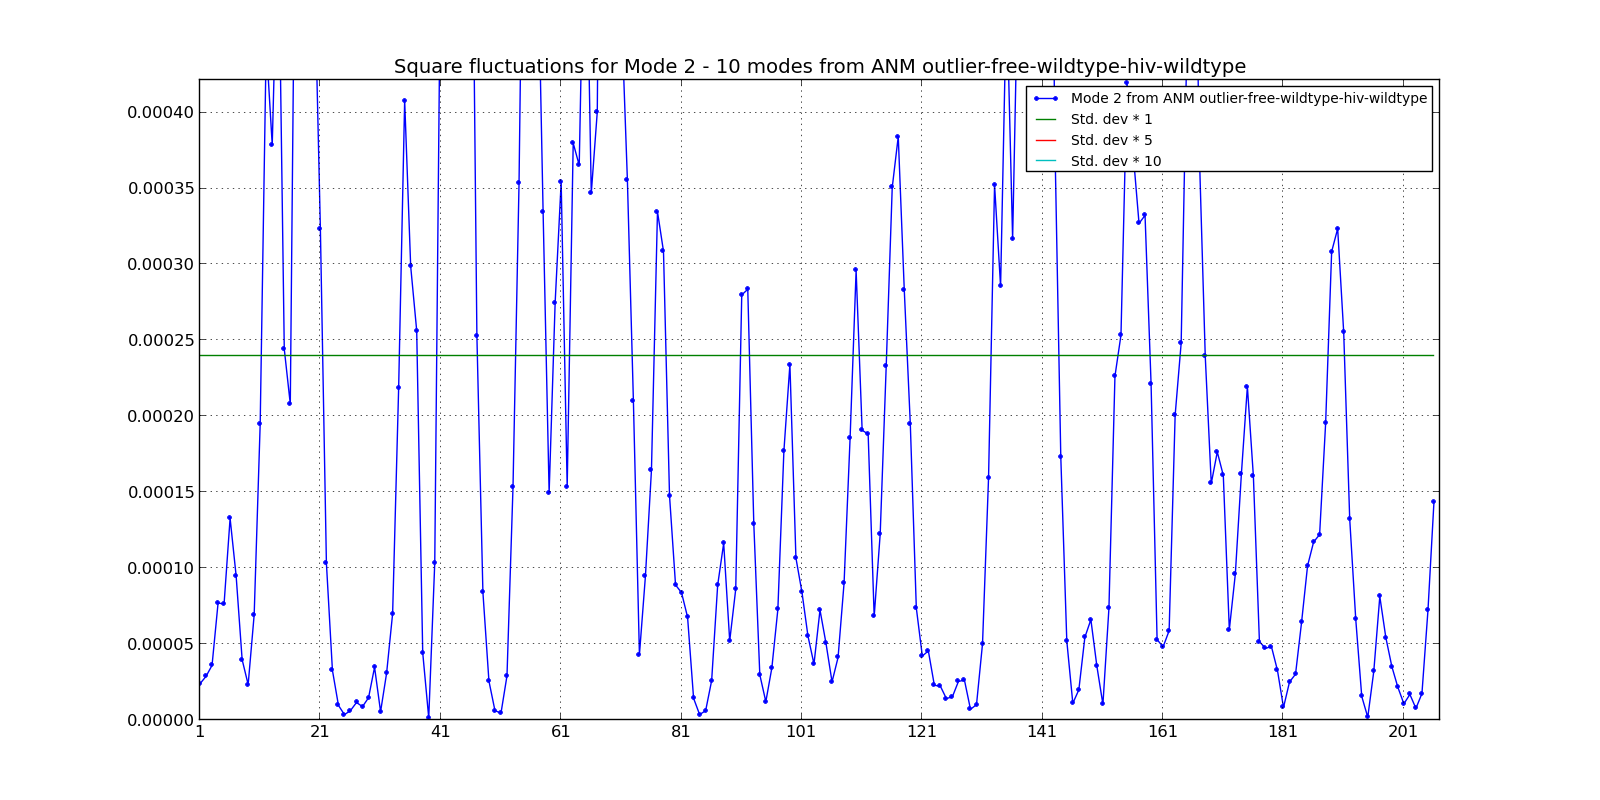 Square fluctuations for Mode 2 - 10 modes from ANM outlier-free-wildtype-hiv-wildtype
Mode 2 from ANM outlier-free-wildtype-hiv-wildtype
Std. dev * 1
Std. dev * 5
Std. dev * 10
0.00040
0.00035
0.00030
0.00025
0.00020
0.00015
0.00010
0.00005
0.00000
1 21 41 61 81 101 121 141 161 181 201